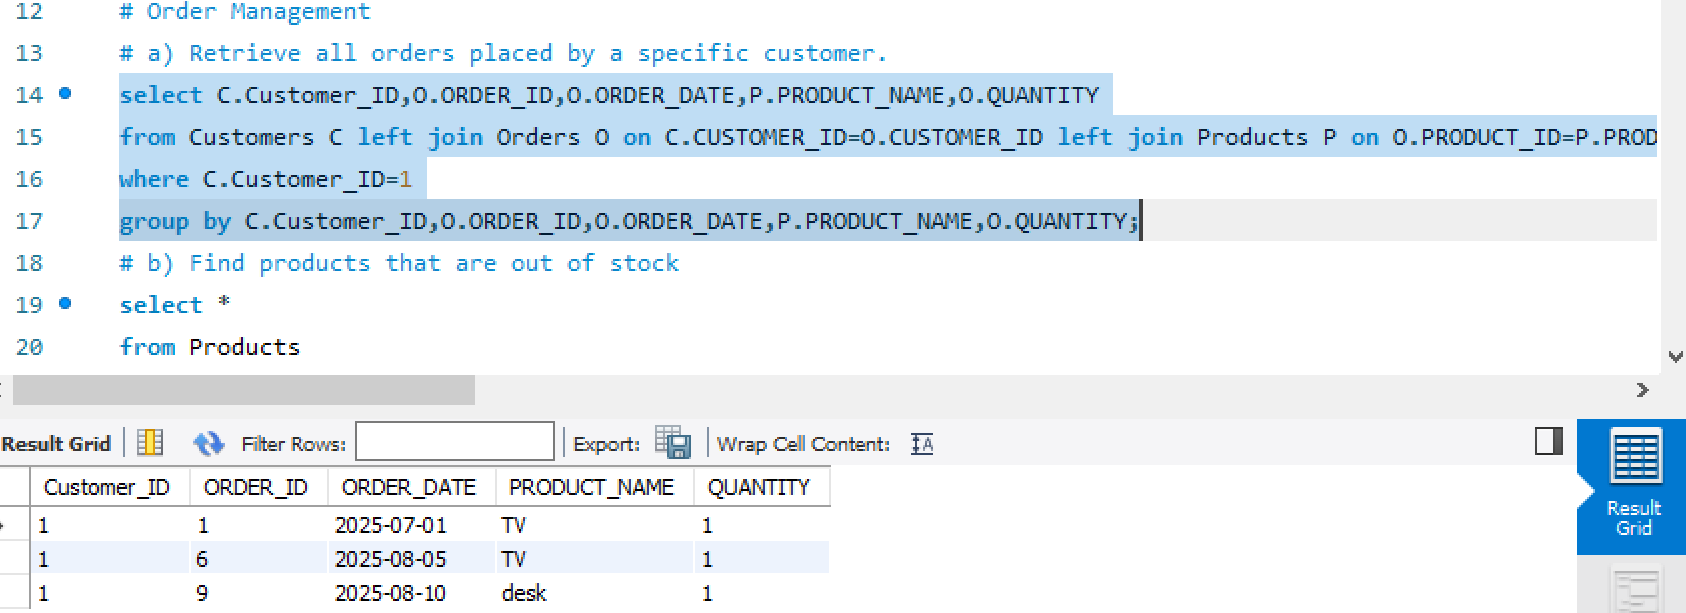 12 # Order Management
13 # a) Retrieve all orders placed by a specific customer.
14 select C.Customer_ID,O.ORDER_ID,O.ORDER_DATE,P.PRODUCT_NAME,O.QUANTITY
15 from Customers C left join Orders O on C.CUSTOMER_ID=O.CUSTOMER_ID left join Products P on O.PRODUCT_ID=P.PROD
16 where C.Customer_ID=1
17 group by C.Customer_ID,O.ORDER_ID,O.ORDER_DATE,P.PRODUCT_NAME,O.QUANTITY;
18 # b) Find products that are out of stock
19 select *
20 from Products
Result Grid Filter Rows: Export: Wrap Cell Content: A
Customer_ID ORDER_ID ORDER_DATE PRODUCT_NAME QUANTITY
1 1 2025-07-01 TV 1
1 6 2025-08-05 TV 1
1 9 2025-08-10 desk 1
Result
Grid